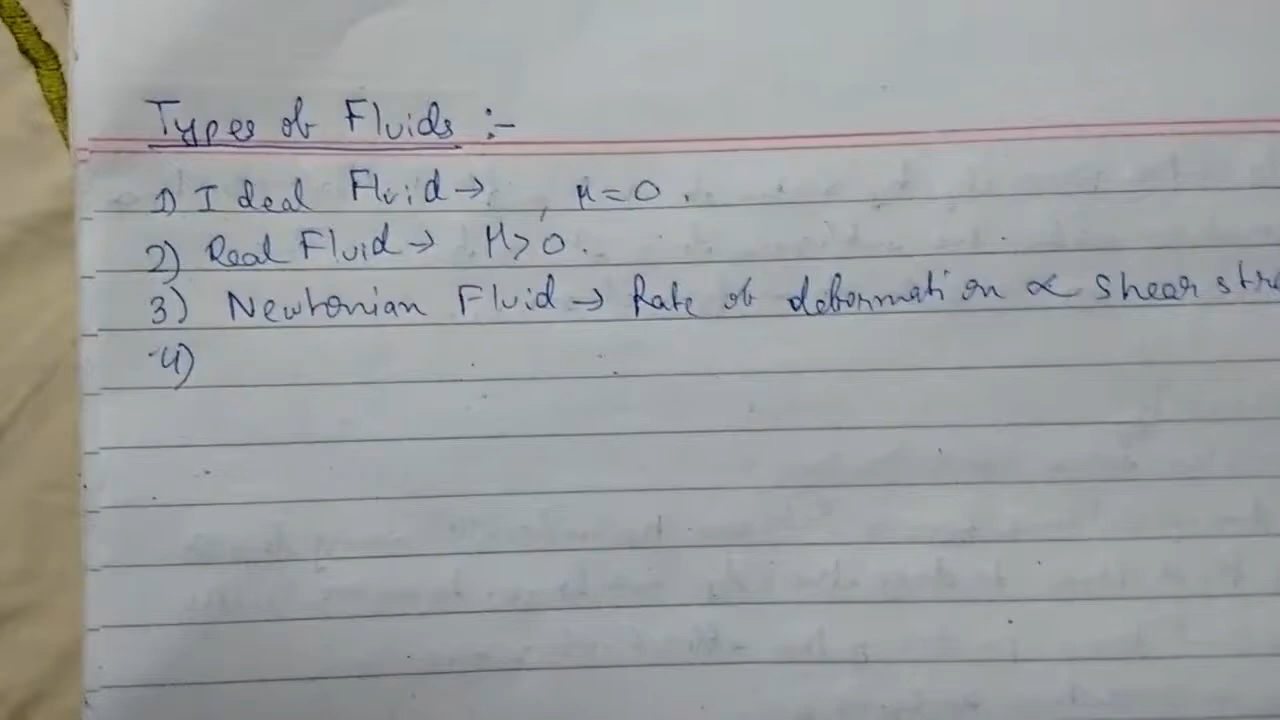 Types of Fluids :-
1) Ideal Fluid → , μ = 0 .
2) Real Fluid → μ > 0 .
3) Newtonian Fluid → Rate of deformation ∝ shear stre
4)